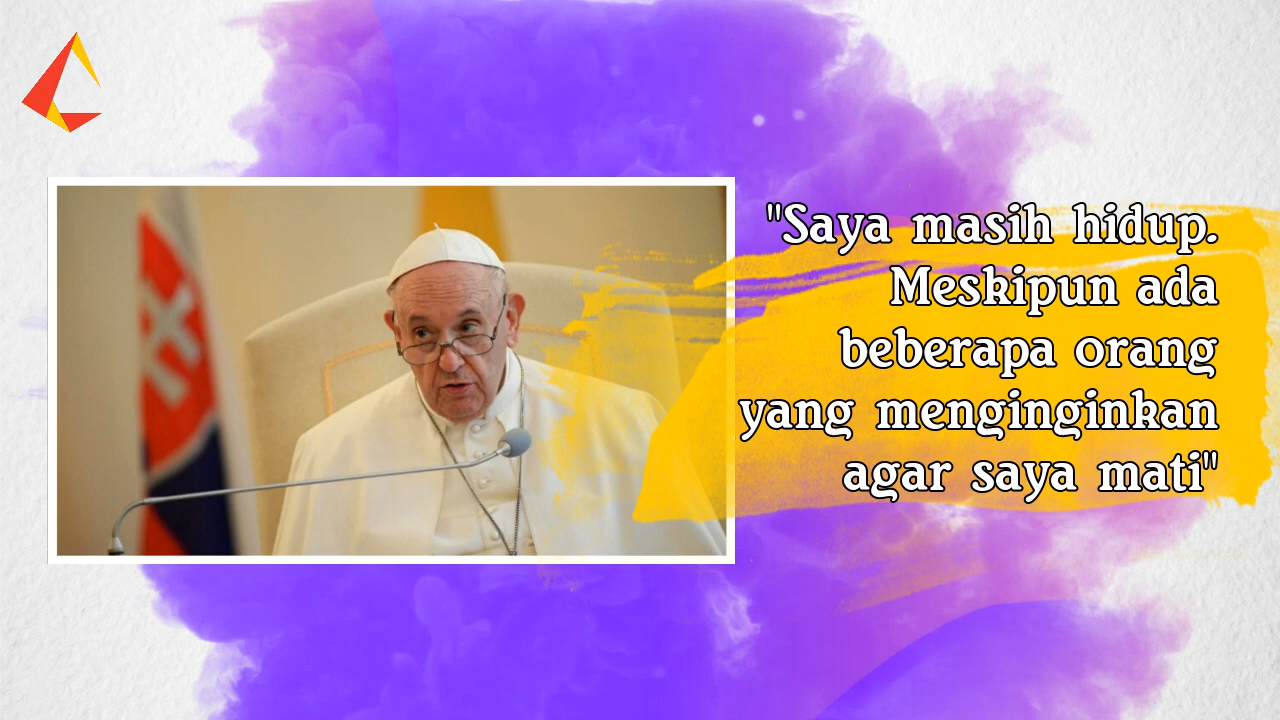 "Saya masih hidup.
Meskipun ada
beberapa orang
yang menginginkan
agar saya mati"